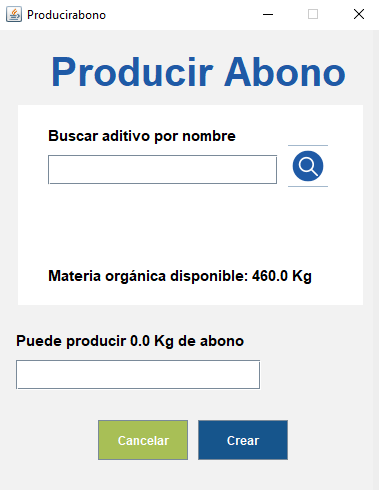 Producirabono
Producir Abono
Buscar aditivo por nombre
Materia orgánica disponible: 460.0 Kg
Puede producir 0.0 Kg de abono
Cancelar
Crear